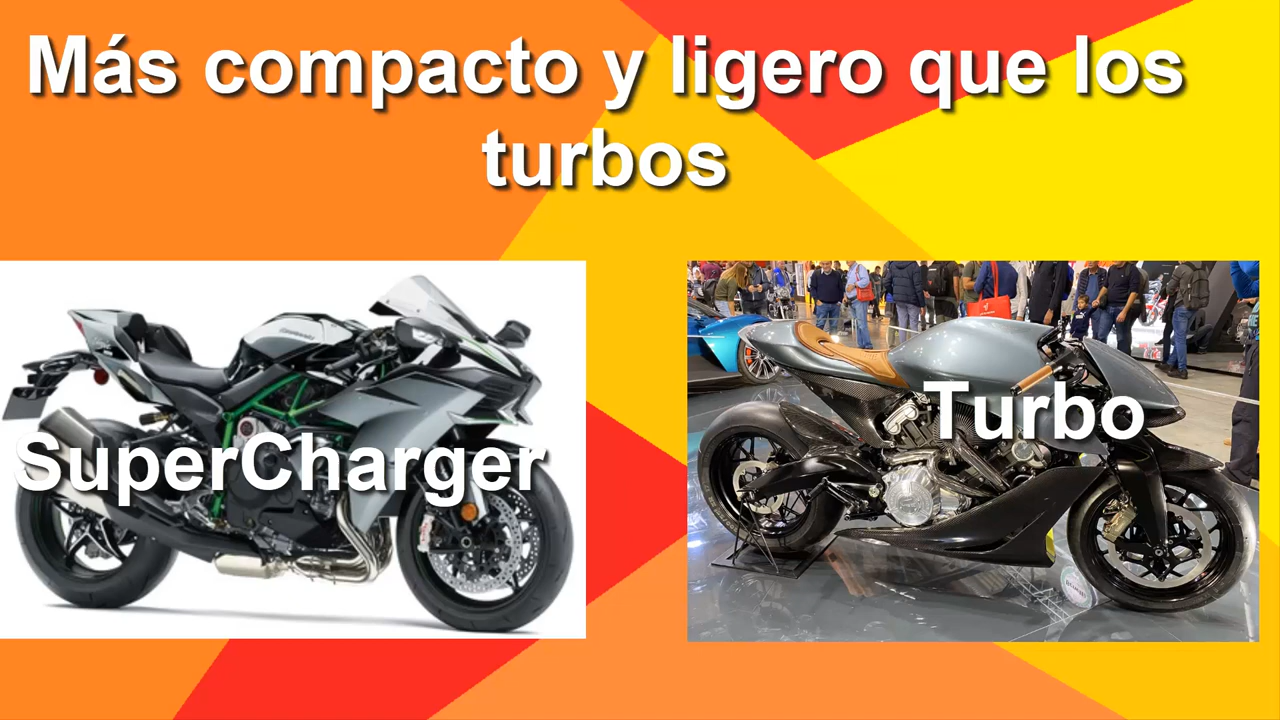 Más compacto y ligero que los
turbos
SuperCharger
Turbo